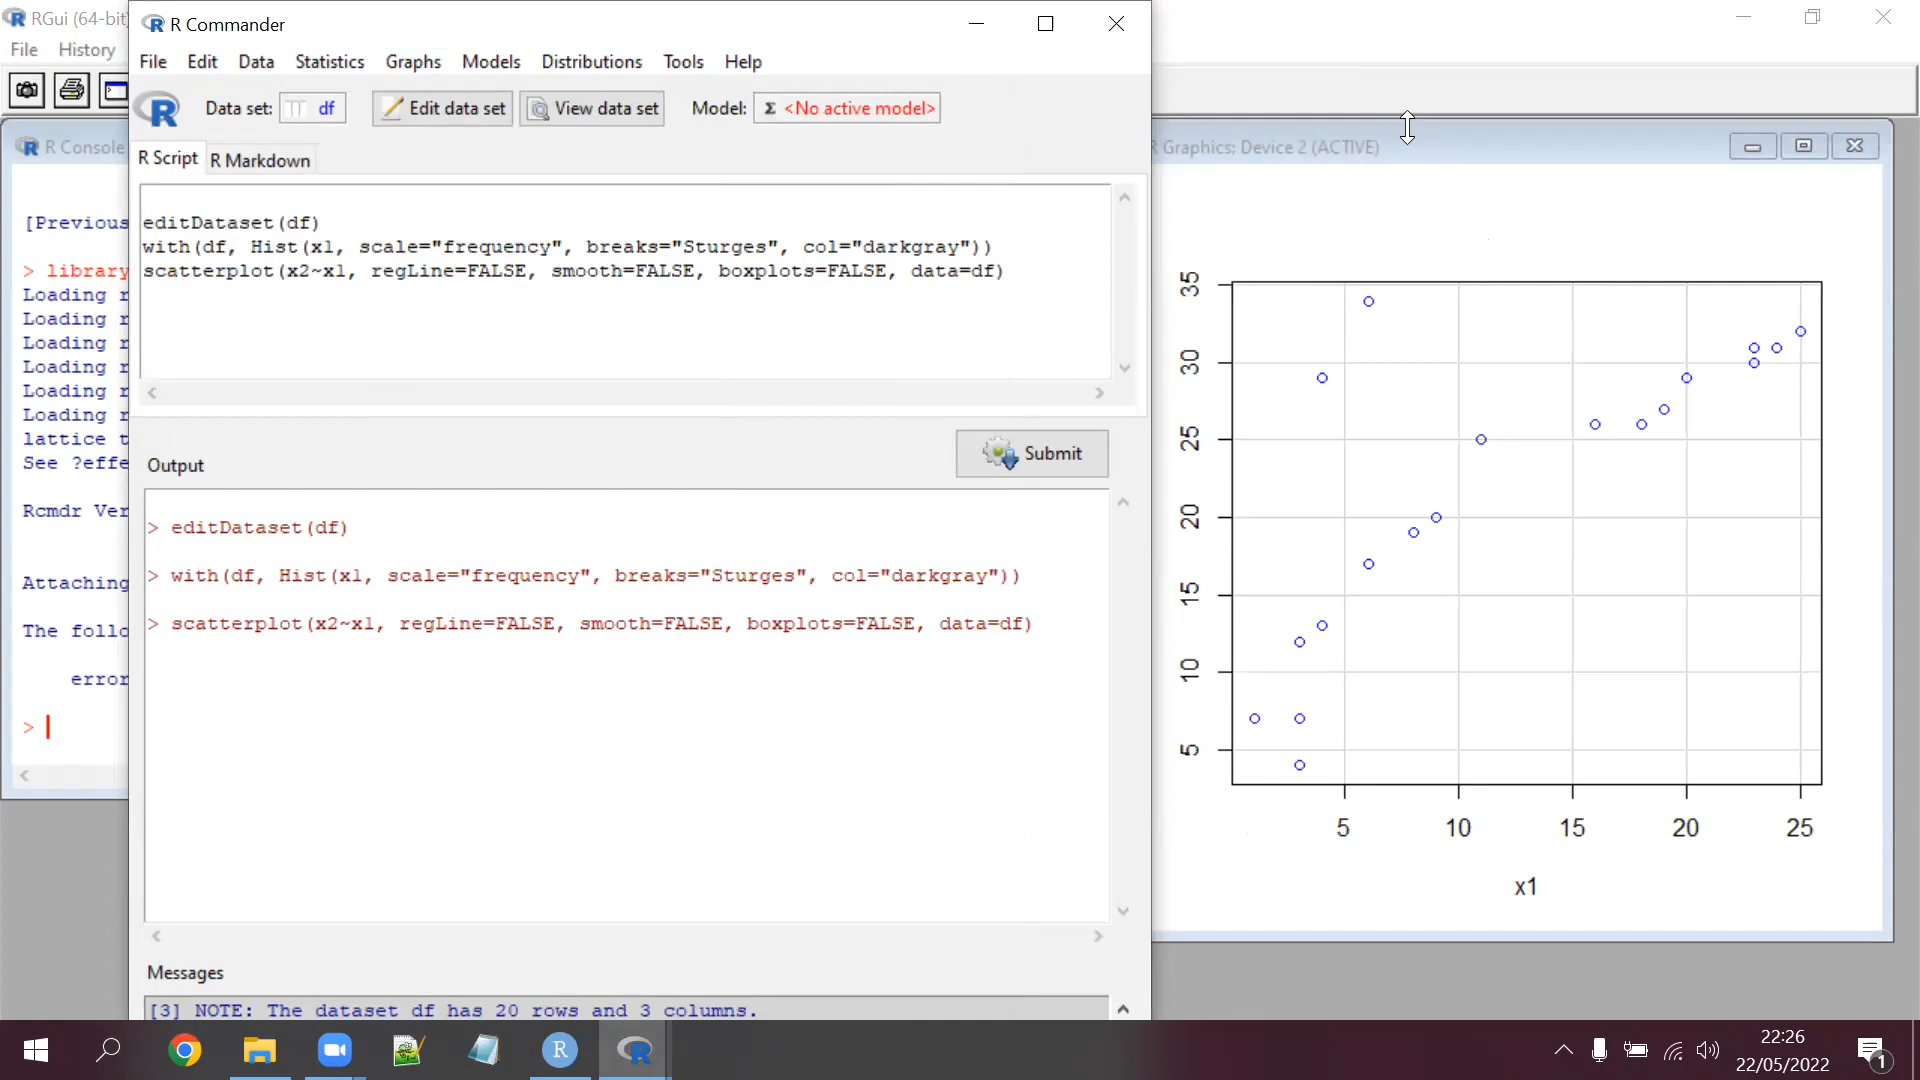 RGui (64-bit)
File History
R Commander
File Edit Data Statistics Graphs Models Distributions Tools Help
Data set: df Edit data set View data set Model: Σ <No active model>
R Script R Markdown
editDataset(df)
with(df, Hist(x1, scale="frequency", breaks="Sturges", col="darkgray"))
scatterplot(x2~x1, regLine=FALSE, smooth=FALSE, boxplots=FALSE, data=df)
Submit
Output
> editDataset(df)
> with(df, Hist(x1, scale="frequency", breaks="Sturges", col="darkgray"))
> scatterplot(x2~x1, regLine=FALSE, smooth=FALSE, boxplots=FALSE, data=df)
Messages
[3] NOTE: The dataset df has 20 rows and 3 columns.
R Console
[Previous
> library
Loading r
Loading r
Loading r
Loading r
Loading r
Loading r
lattice t
See ?effe
Rcmdr Ver
Attaching
The follo
error
>
R Graphics: Device 2 (ACTIVE)
35
30
25
20
15
10
5
5 10 15 20 25
x1
22:26
22/05/2022
1